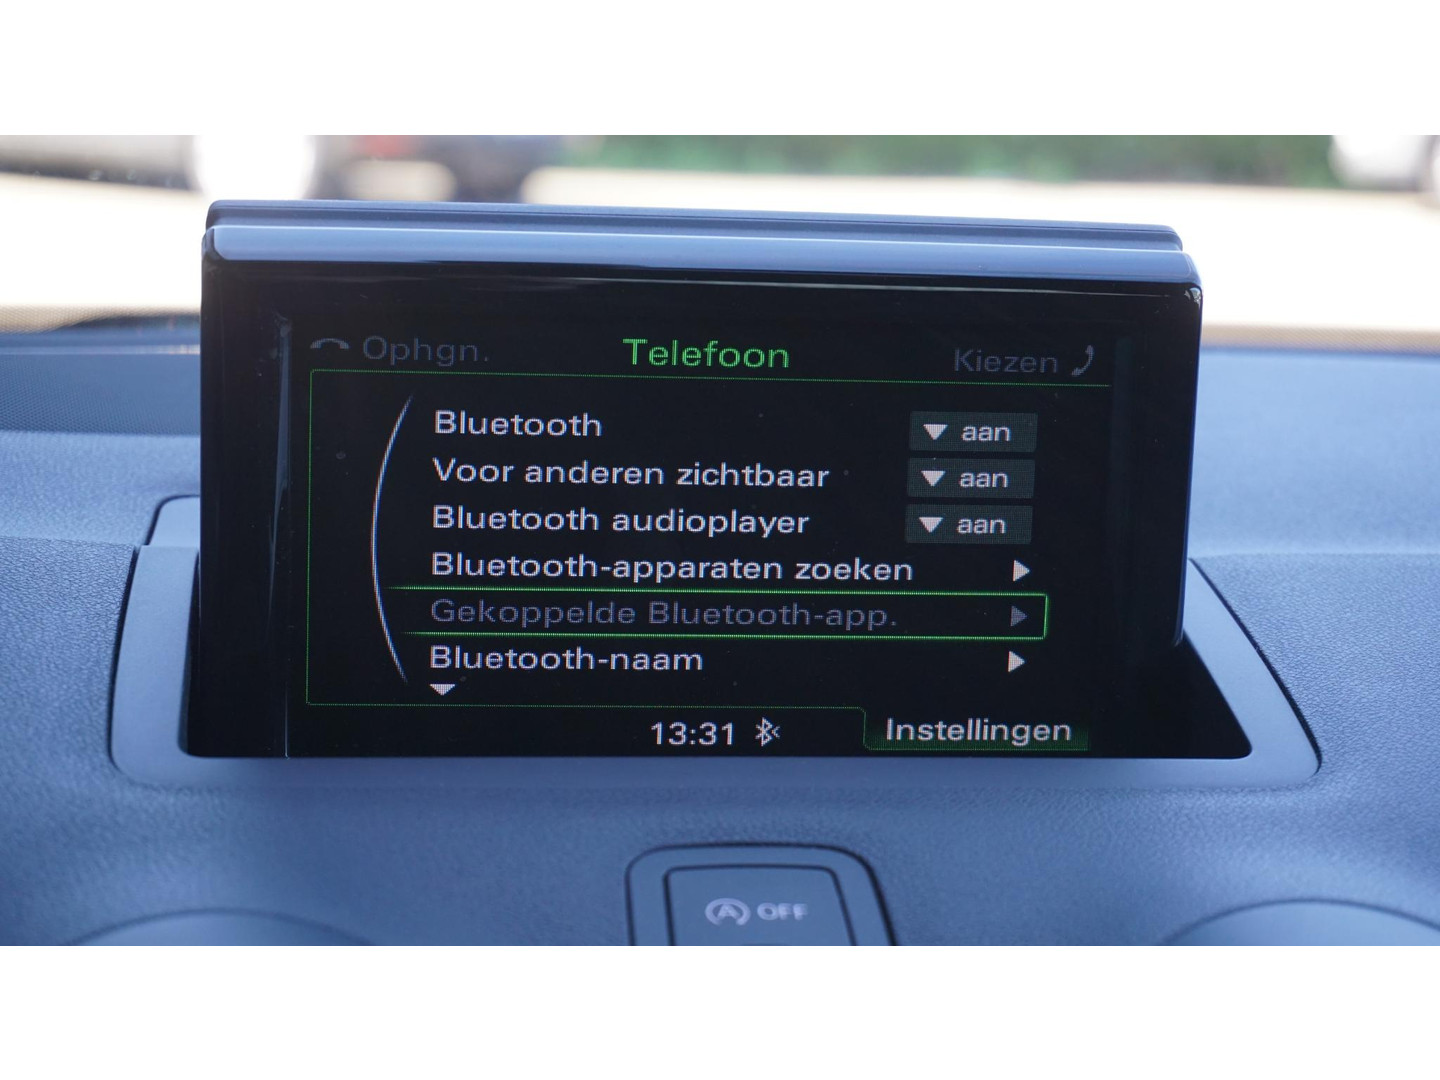 Ophgn. Telefoon Kiezen
Bluetooth aan
Voor anderen zichtbaar aan
Bluetooth audioplayer aan
Bluetooth-apparaten zoeken
Gekoppelde Bluetooth-app.
Bluetooth-naam
13:31 Instellingen
A OFF